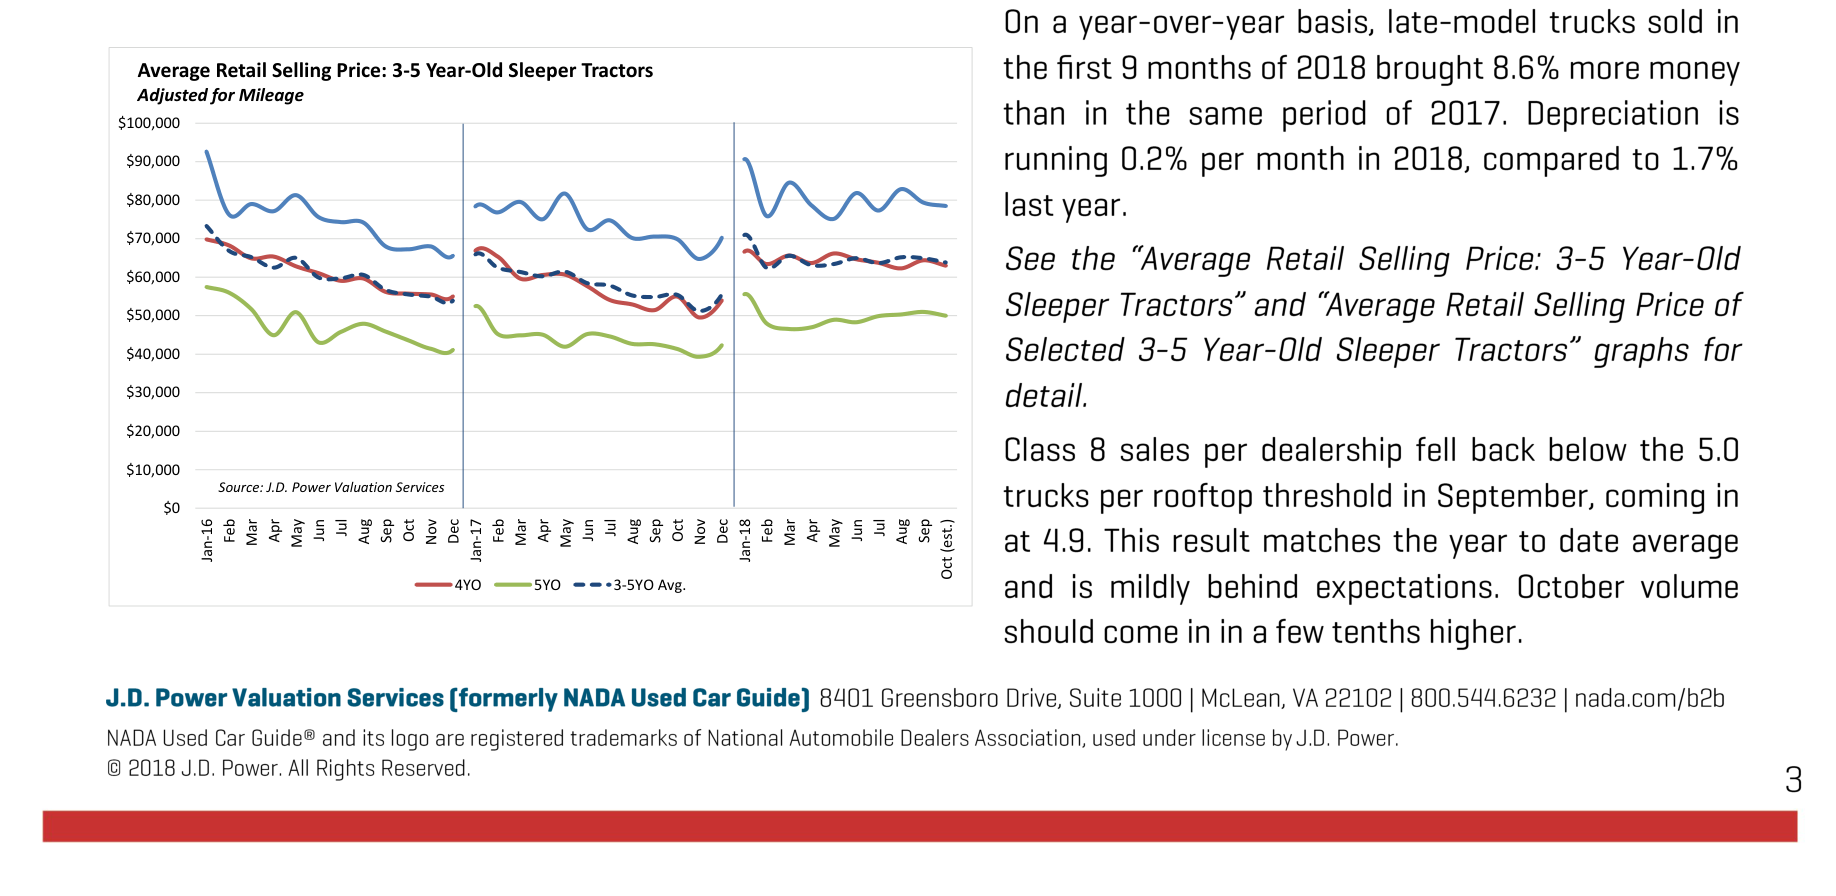 Average Retail Selling Price: 3-5 Year-Old Sleeper Tractors
Adjusted for Mileage
$100,000
$90,000
$80,000
$70,000
$60,000
$50,000
$40,000
$30,000
$20,000
$10,000
$0
Source: J.D. Power Valuation Services
Jan-16
Feb
Mar
Apr
May
Jun
Jul
Aug
Sep
Oct
Nov
Dec
Jan-17
Feb
Mar
Apr
May
Jun
Jul
Aug
Sep
Oct
Nov
Dec
Jan-18
Feb
Mar
Apr
May
Jun
Jul
Aug
Sep
Oct (est.)
4YO
5YO
3-5YO Avg.
On a year-over-year basis, late-model trucks sold in
the first 9 months of 2018 brought 8.6% more money
than in the same period of 2017. Depreciation is
running 0.2% per month in 2018, compared to 1.7%
last year.
See the “Average Retail Selling Price: 3-5 Year-Old
Sleeper Tractors” and “Average Retail Selling Price of
Selected 3-5 Year-Old Sleeper Tractors” graphs for
detail.
Class 8 sales per dealership fell back below the 5.0
trucks per rooftop threshold in September, coming in
at 4.9. This result matches the year to date average
and is mildly behind expectations. October volume
should come in in a few tenths higher.
J.D. Power Valuation Services (formerly NADA Used Car Guide) 8401 Greensboro Drive, Suite 1000 | McLean, VA 22102 | 800.544.6232 | nada.com/b2b
NADA Used Car Guide® and its logo are registered trademarks of National Automobile Dealers Association, used under license by J.D. Power.
© 2018 J.D. Power. All Rights Reserved.
3